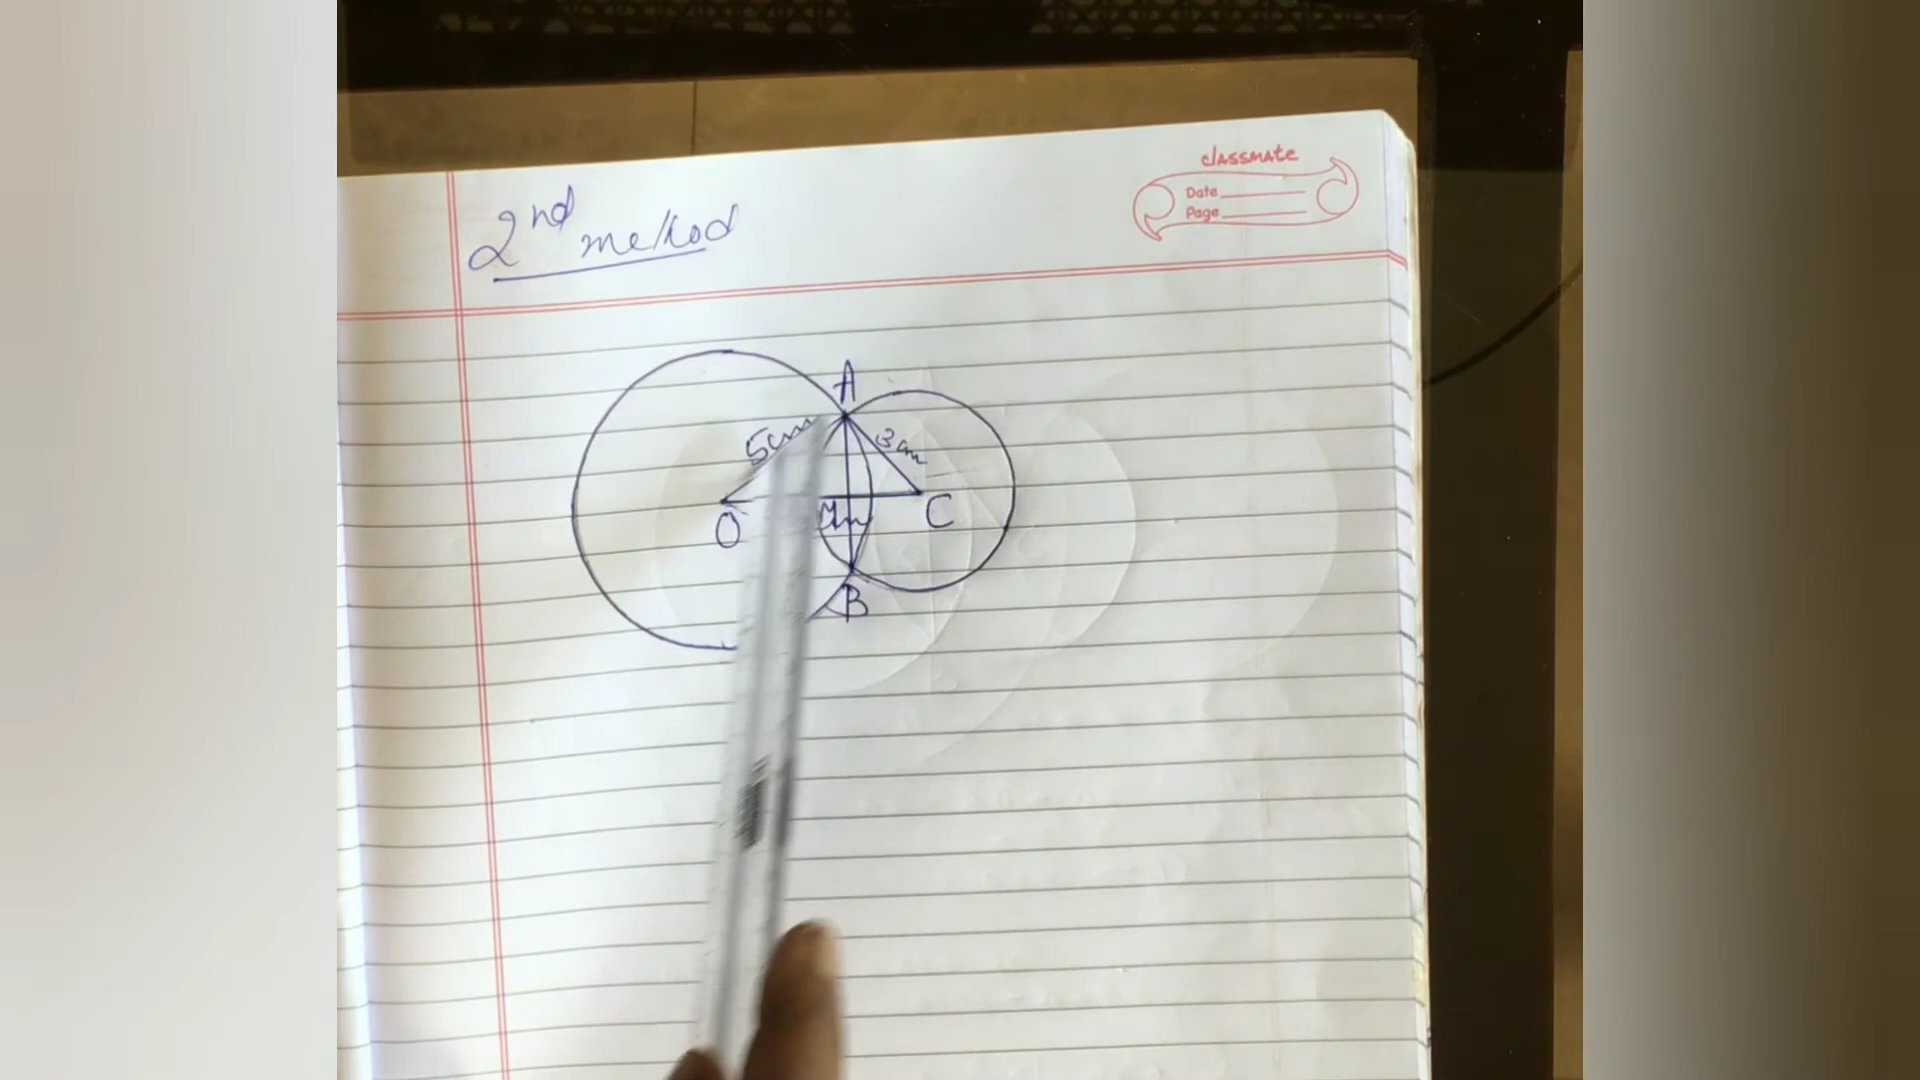 classmate
Date
Page
2nd method
A
5cm
3cm
O
C
B